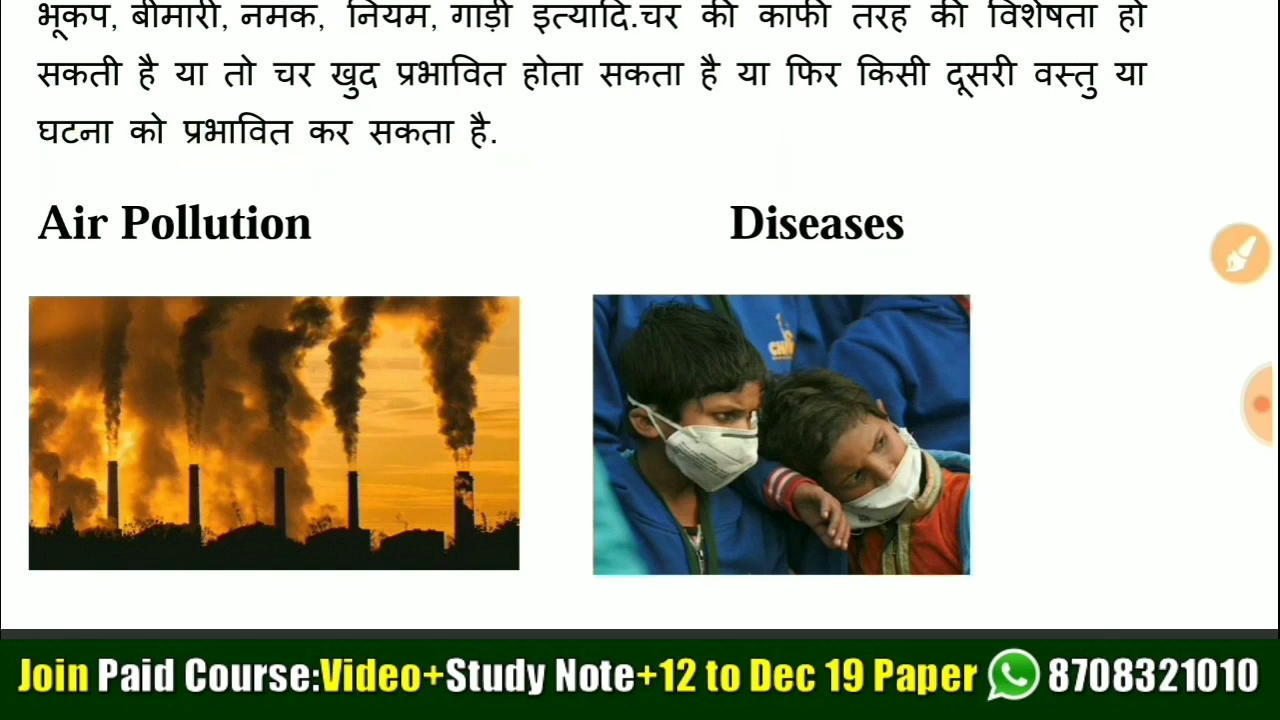 भूकंप, बीमारी, नमक, नियम, गाड़ी इत्यादि.चर की काफी तरह की विशेषता हो
सकती है या तो चर खुद प्रभावित होता सकता है या फिर किसी दूसरी वस्तु या
घटना को प्रभावित कर सकता है.
Air Pollution
Diseases
Join Paid Course:Video+Study Note+12 to Dec 19 Paper 8708321010